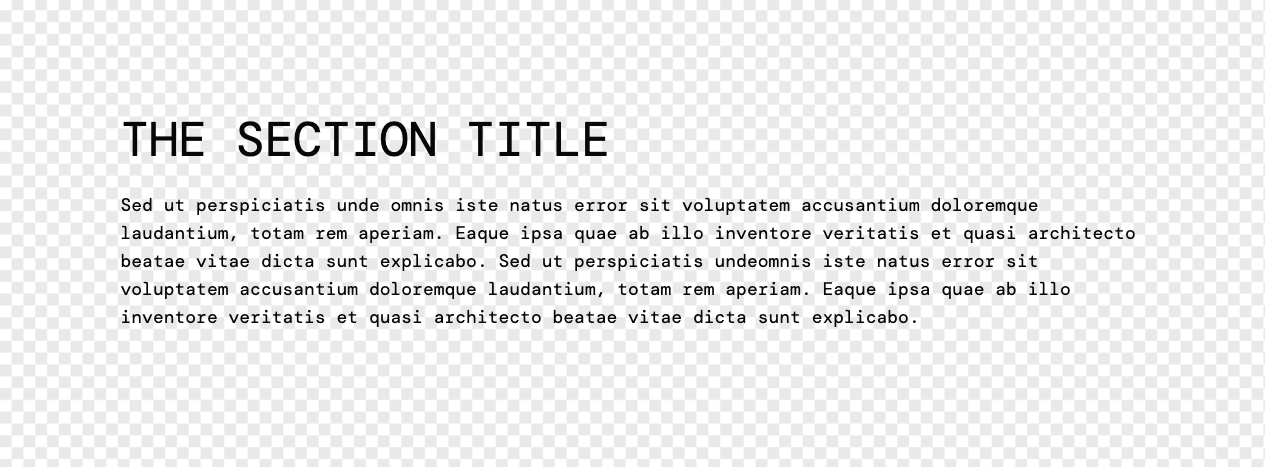 THE SECTION TITLE
Sed ut perspiciatis unde omnis iste natus error sit voluptatem accusantium doloremque
laudantium, totam rem aperiam. Eaque ipsa quae ab illo inventore veritatis et quasi architecto
beatae vitae dicta sunt explicabo. Sed ut perspiciatis undeomnis iste natus error sit
voluptatem accusantium doloremque laudantium, totam rem aperiam. Eaque ipsa quae ab illo
inventore veritatis et quasi architecto beatae vitae dicta sunt explicabo.